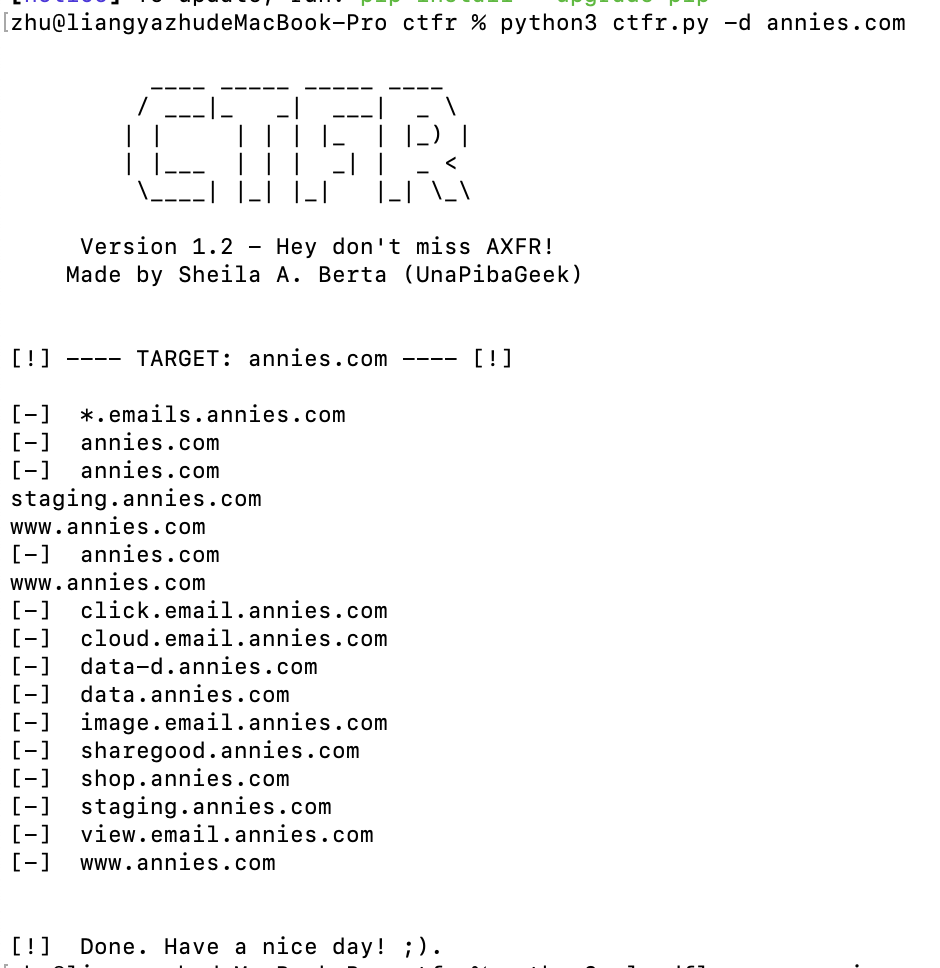 zhu@liangyazhudeMacBook-Pro ctfr % python3 ctfr.py -d annies.com
 ____ _____ _____ ____
/ ___|_   _|  ___|  _ \
| |     | | | |_  | |_) |
| |___  | | |  _| |  _ <
\____| |_| |_|   |_| \_\
Version 1.2 - Hey don't miss AXFR!
Made by Sheila A. Berta (UnaPibaGeek)
[!] ---- TARGET: annies.com ---- [!]
[-]  *.emails.annies.com
[-]  annies.com
[-]  annies.com
staging.annies.com
www.annies.com
[-]  annies.com
www.annies.com
[-]  click.email.annies.com
[-]  cloud.email.annies.com
[-]  data-d.annies.com
[-]  data.annies.com
[-]  image.email.annies.com
[-]  sharegood.annies.com
[-]  shop.annies.com
[-]  staging.annies.com
[-]  view.email.annies.com
[-]  www.annies.com
[!]  Done. Have a nice day! ;).